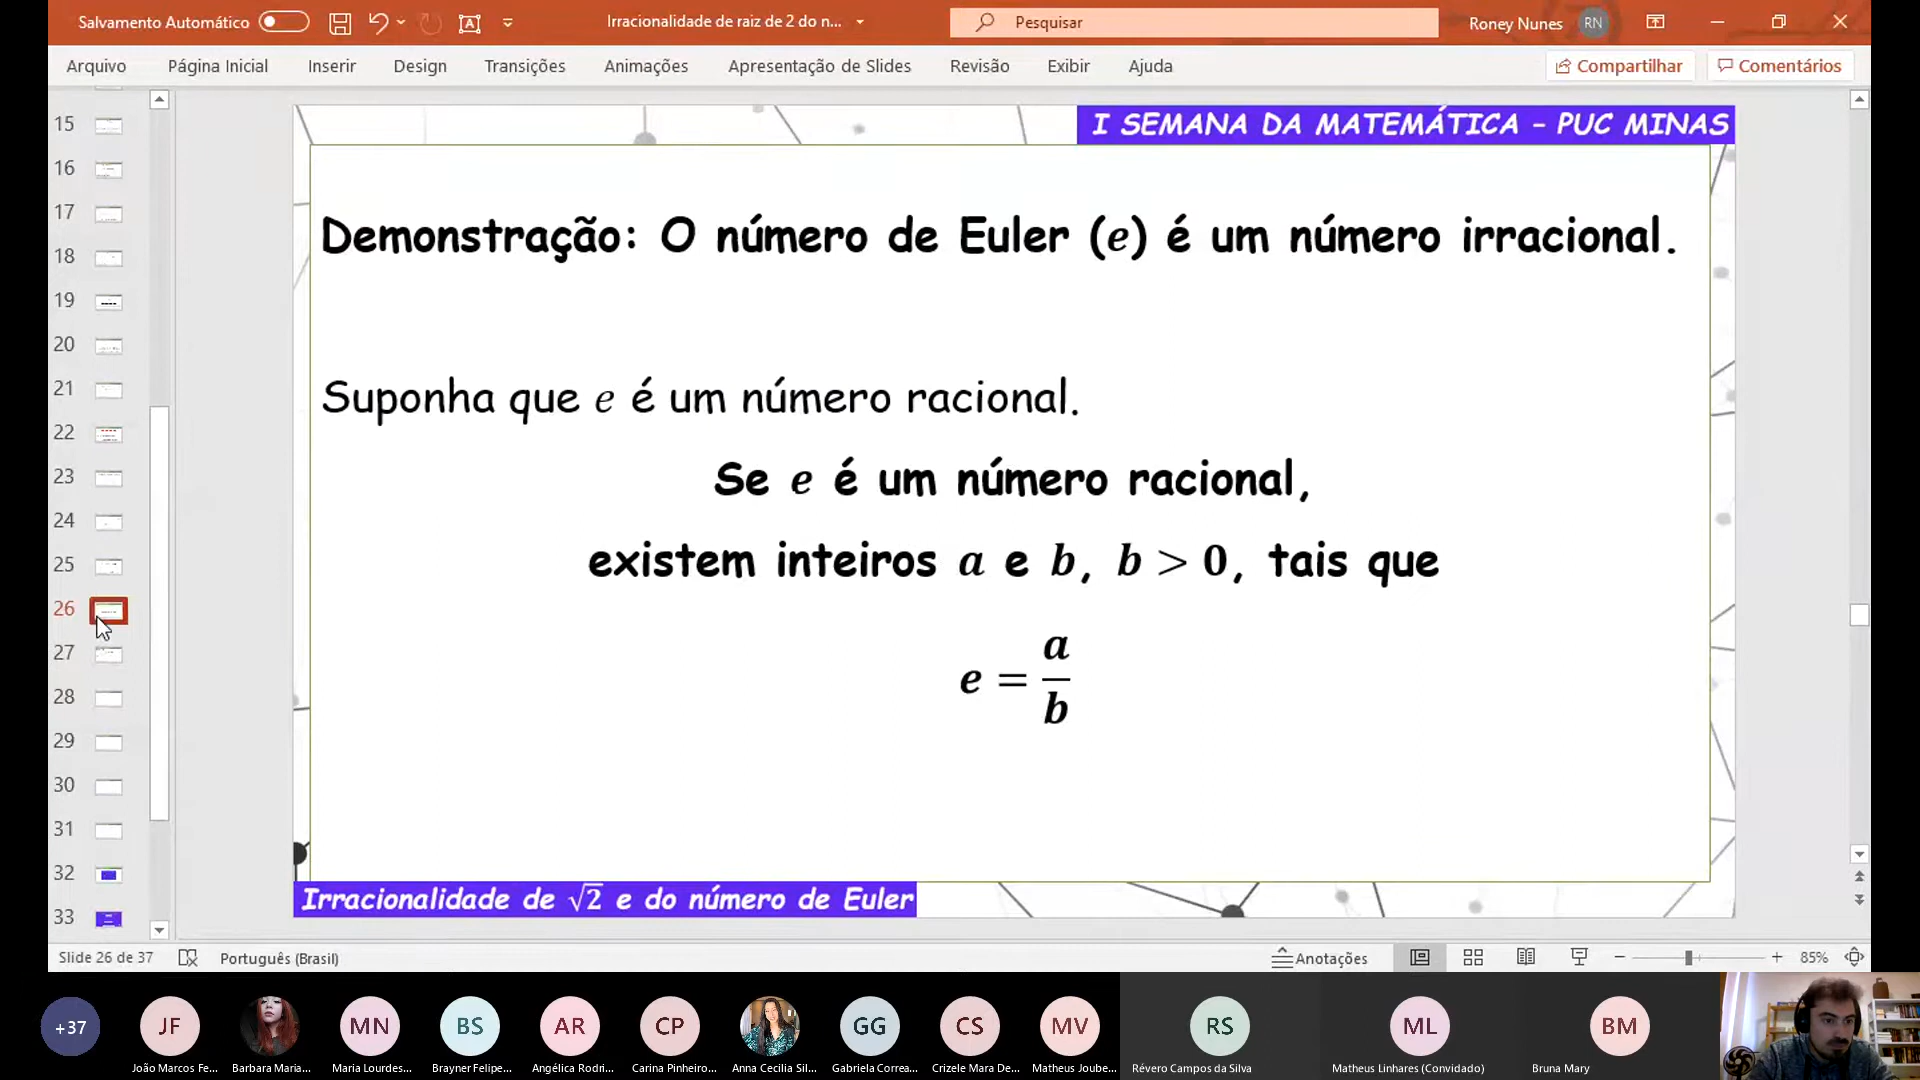 Salvamento Automático
Irracionalidade de raiz de 2 do n...
Pesquisar
Roney Nunes
RN
Arquivo
Página Inicial
Inserir
Design
Transições
Animações
Apresentação de Slides
Revisão
Exibir
Ajuda
Compartilhar
Comentários
15
16
17
18
19
20
21
22
23
24
25
26
27
28
29
30
31
32
33
I SEMANA DA MATEMÁTICA – PUC MINAS
Demonstração: O número de Euler (e) é um número irracional.
Suponha que e é um número racional.
Se e é um número racional,
existem inteiros a e b, b > 0, tais que
e = a/b
Irracionalidade de √2 e do número de Euler
Slide 26 de 37
Português (Brasil)
Anotações
85%
+37
JF
MN
BS
AR
CP
GG
CS
MV
RS
ML
BM
João Marcos Fe...
Barbara Maria...
Maria Lourdes...
Brayner Felipe...
Angélica Rodri...
Carina Pinheiro...
Anna Cecilia Sil...
Gabriela Correa...
Crizele Mara De...
Matheus Joube...
Révero Campos da Silva
Matheus Linhares (Convidado)
Bruna Mary